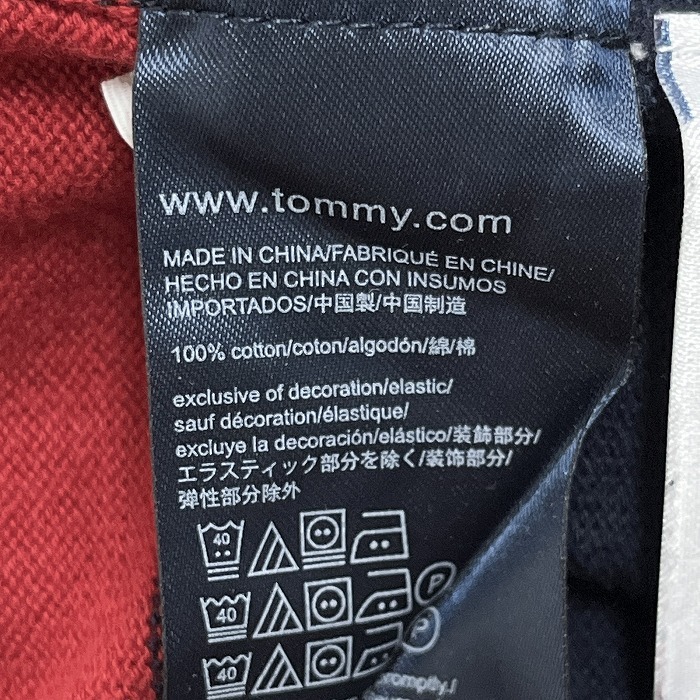 www.tommy.com
MADE IN CHINA/FABRIQUÉ EN CHINE/
HECHO EN CHINA CON INSUMOS
IMPORTADOS/中国製/中国制造
100% cotton/coton/algodón/綿/棉
exclusive of decoration/elastic/
sauf décoration/élastique/
excluye la decoración/elástico/装飾部分/
エラスティック部分を除く/装饰部分/
弹性部分除外
40
40 P
40 P
promptly./